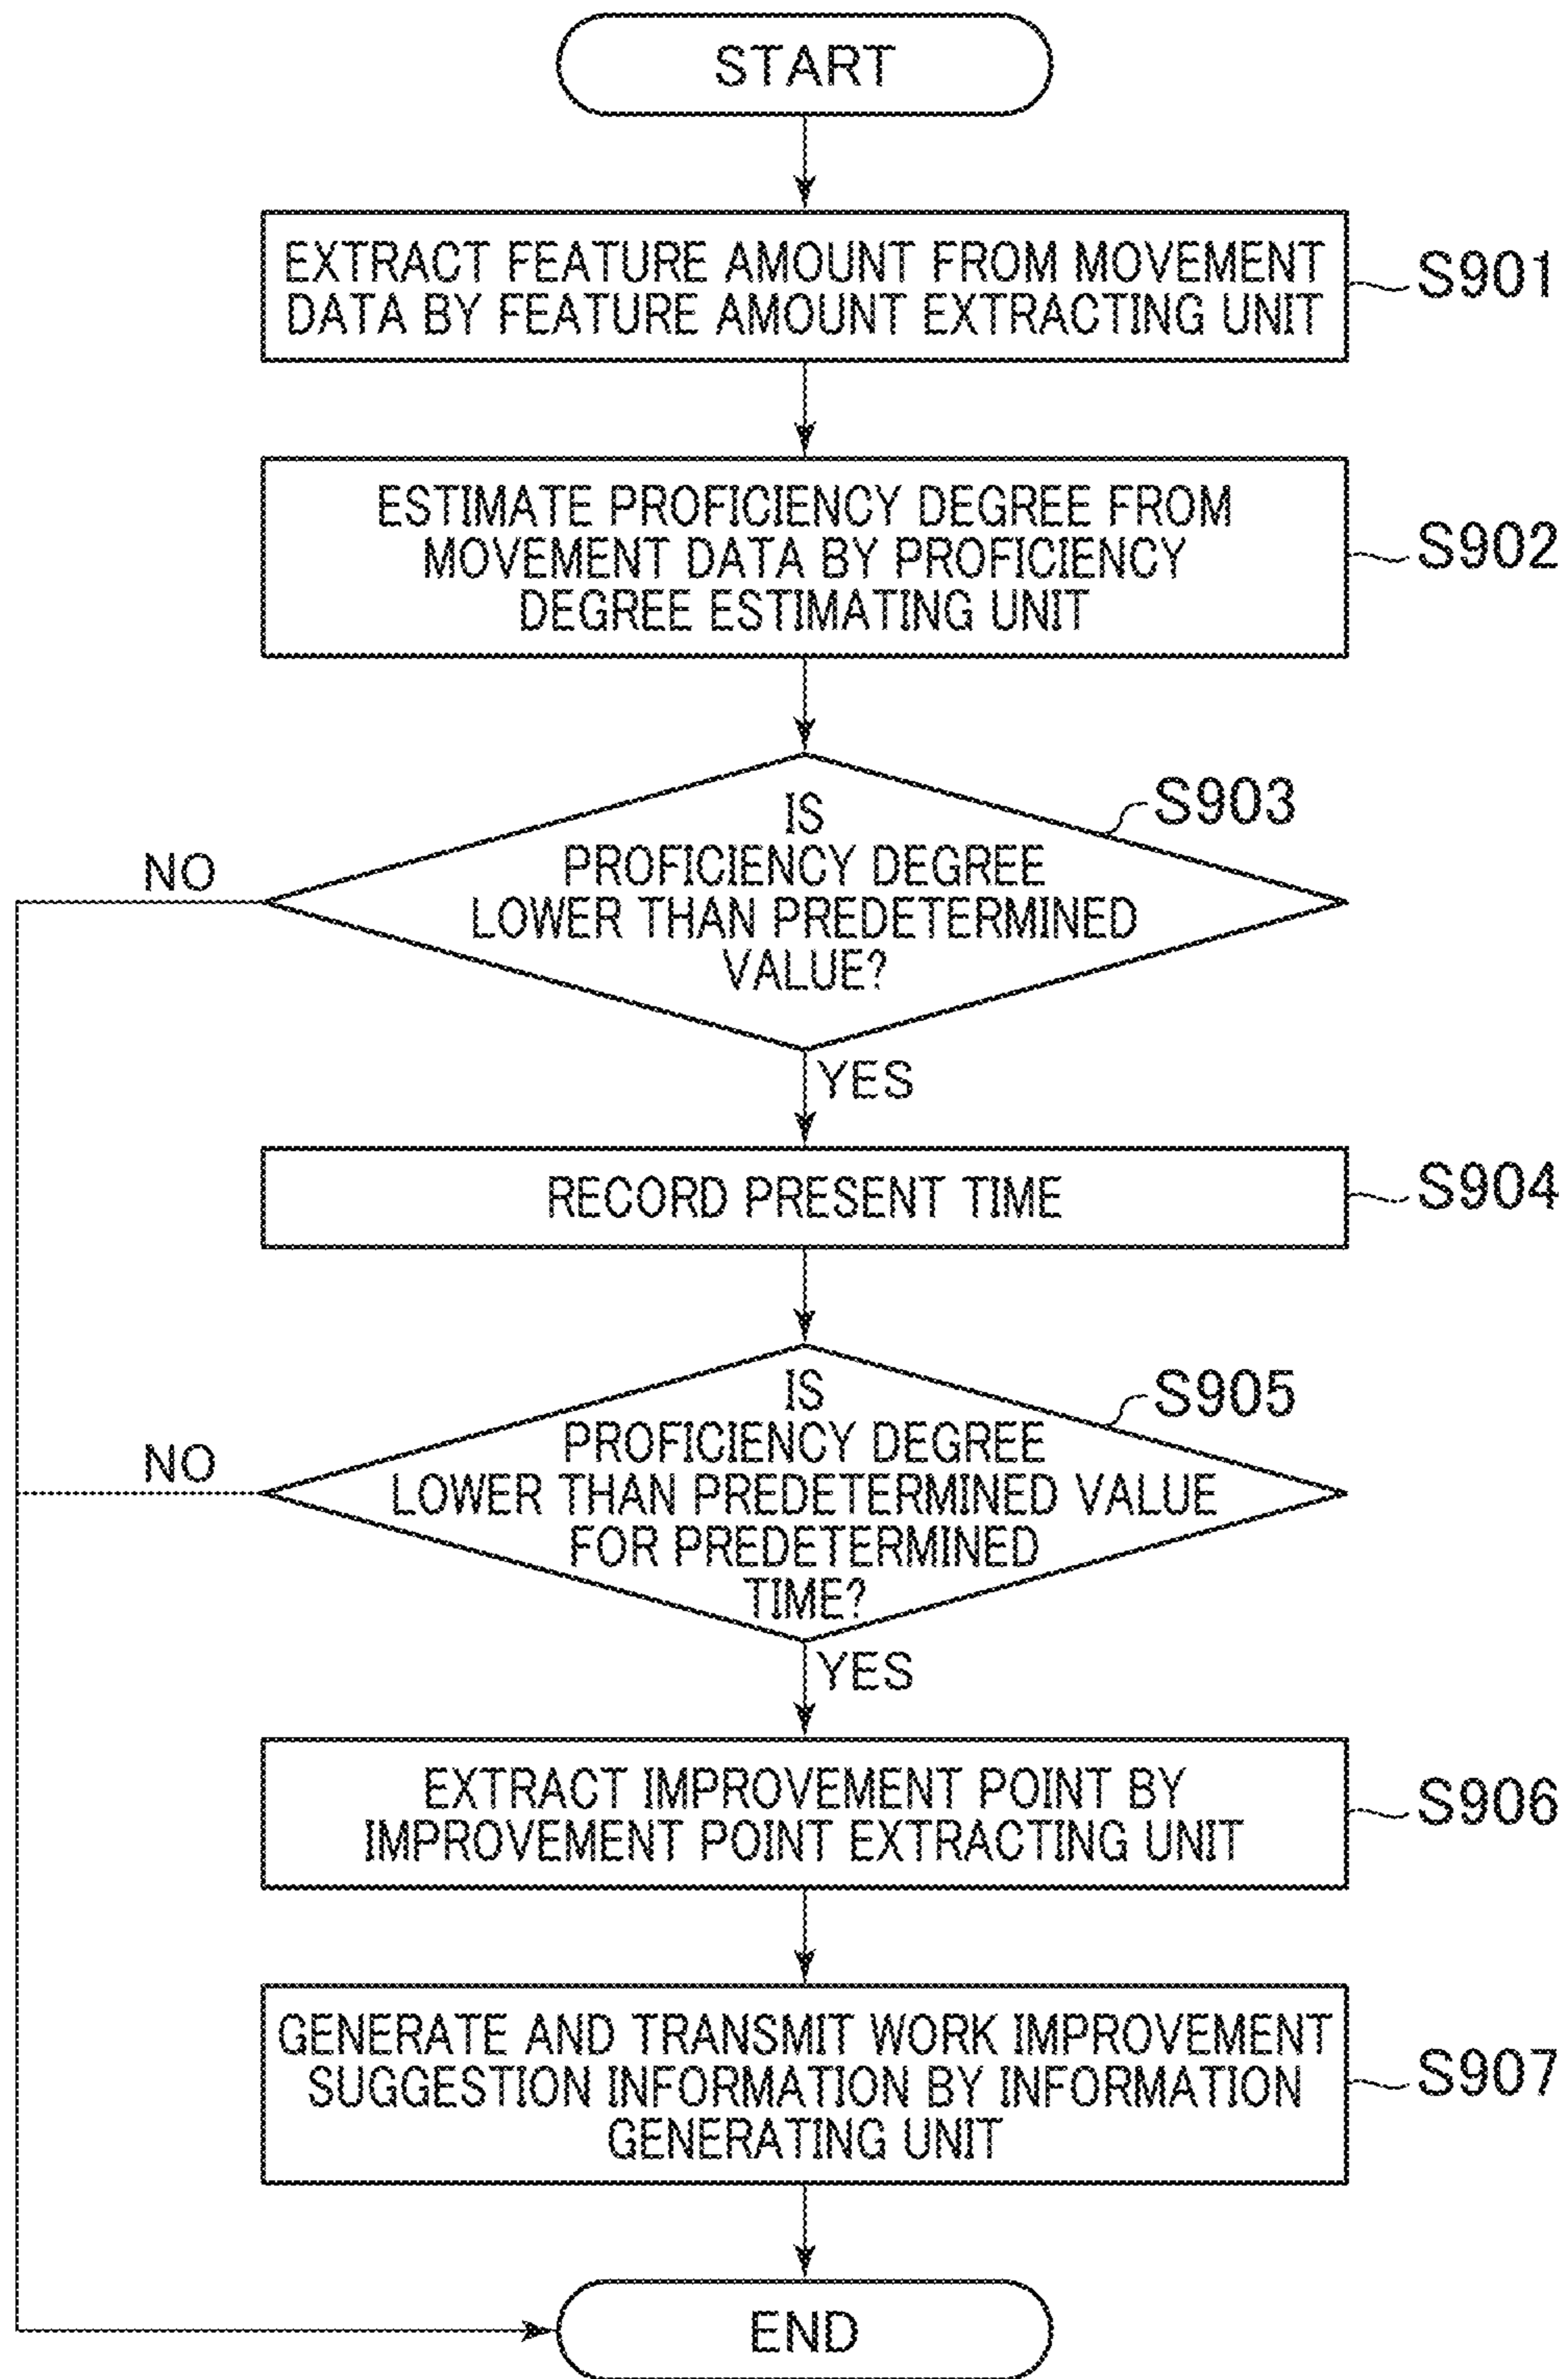 START
EXTRACT FEATURE AMOUNT FROM MOVEMENT
DATA BY FEATURE AMOUNT EXTRACTING UNIT
S901
ESTIMATE PROFICIENCY DEGREE FROM
MOVEMENT DATA BY PROFICIENCY
DEGREE ESTIMATING UNIT
S902
S903
IS
PROFICIENCY DEGREE
LOWER THAN PREDETERMINED
VALUE?
NO
YES
RECORD PRESENT TIME
S904
S905
IS
PROFICIENCY DEGREE
LOWER THAN PREDETERMINED VALUE
FOR PREDETERMINED
TIME?
NO
YES
EXTRACT IMPROVEMENT POINT BY
IMPROVEMENT POINT EXTRACTING UNIT
S906
GENERATE AND TRANSMIT WORK IMPROVEMENT
SUGGESTION INFORMATION BY INFORMATION
GENERATING UNIT
S907
END